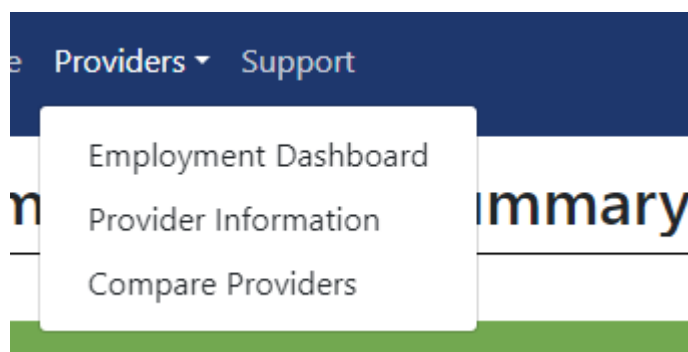 Providers Support
Employment Dashboard
Provider Information
Compare Providers